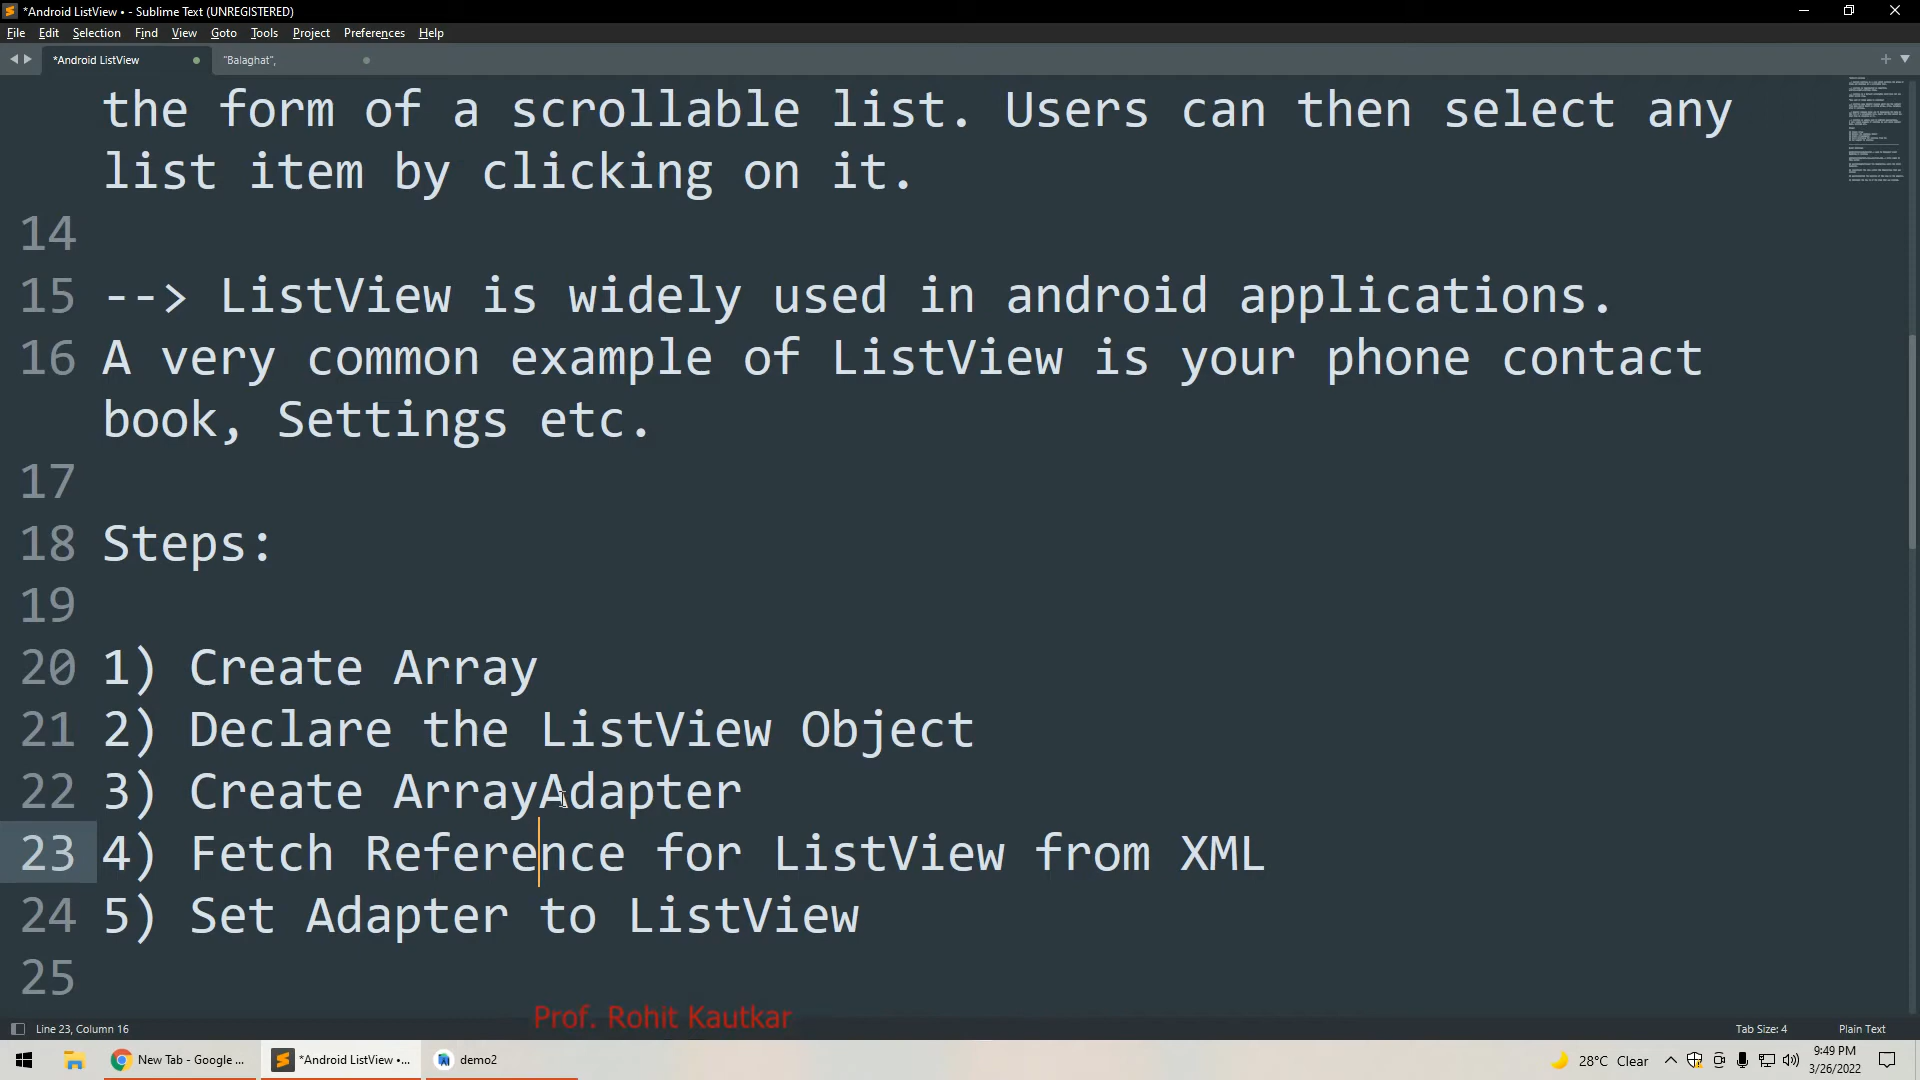 *Android ListView • - Sublime Text (UNREGISTERED)
File Edit Selection Find View Goto Tools Project Preferences Help
*Android ListView
"Balaghat",
the form of a scrollable list. Users can then select any
list item by clicking on it.
14
15 --> ListView is widely used in android applications.
16 A very common example of ListView is your phone contact
book, Settings etc.
17
18 Steps:
19
20 1) Create Array
21 2) Declare the ListView Object
22 3) Create ArrayAdapter
23 4) Fetch Reference for ListView from XML
24 5) Set Adapter to ListView
25
Prof. Rohit Kautkar
Line 23, Column 16
Tab Size: 4
Plain Text
New Tab - Google ...
*Android ListView •...
demo2
28°C Clear
9:49 PM
3/26/2022